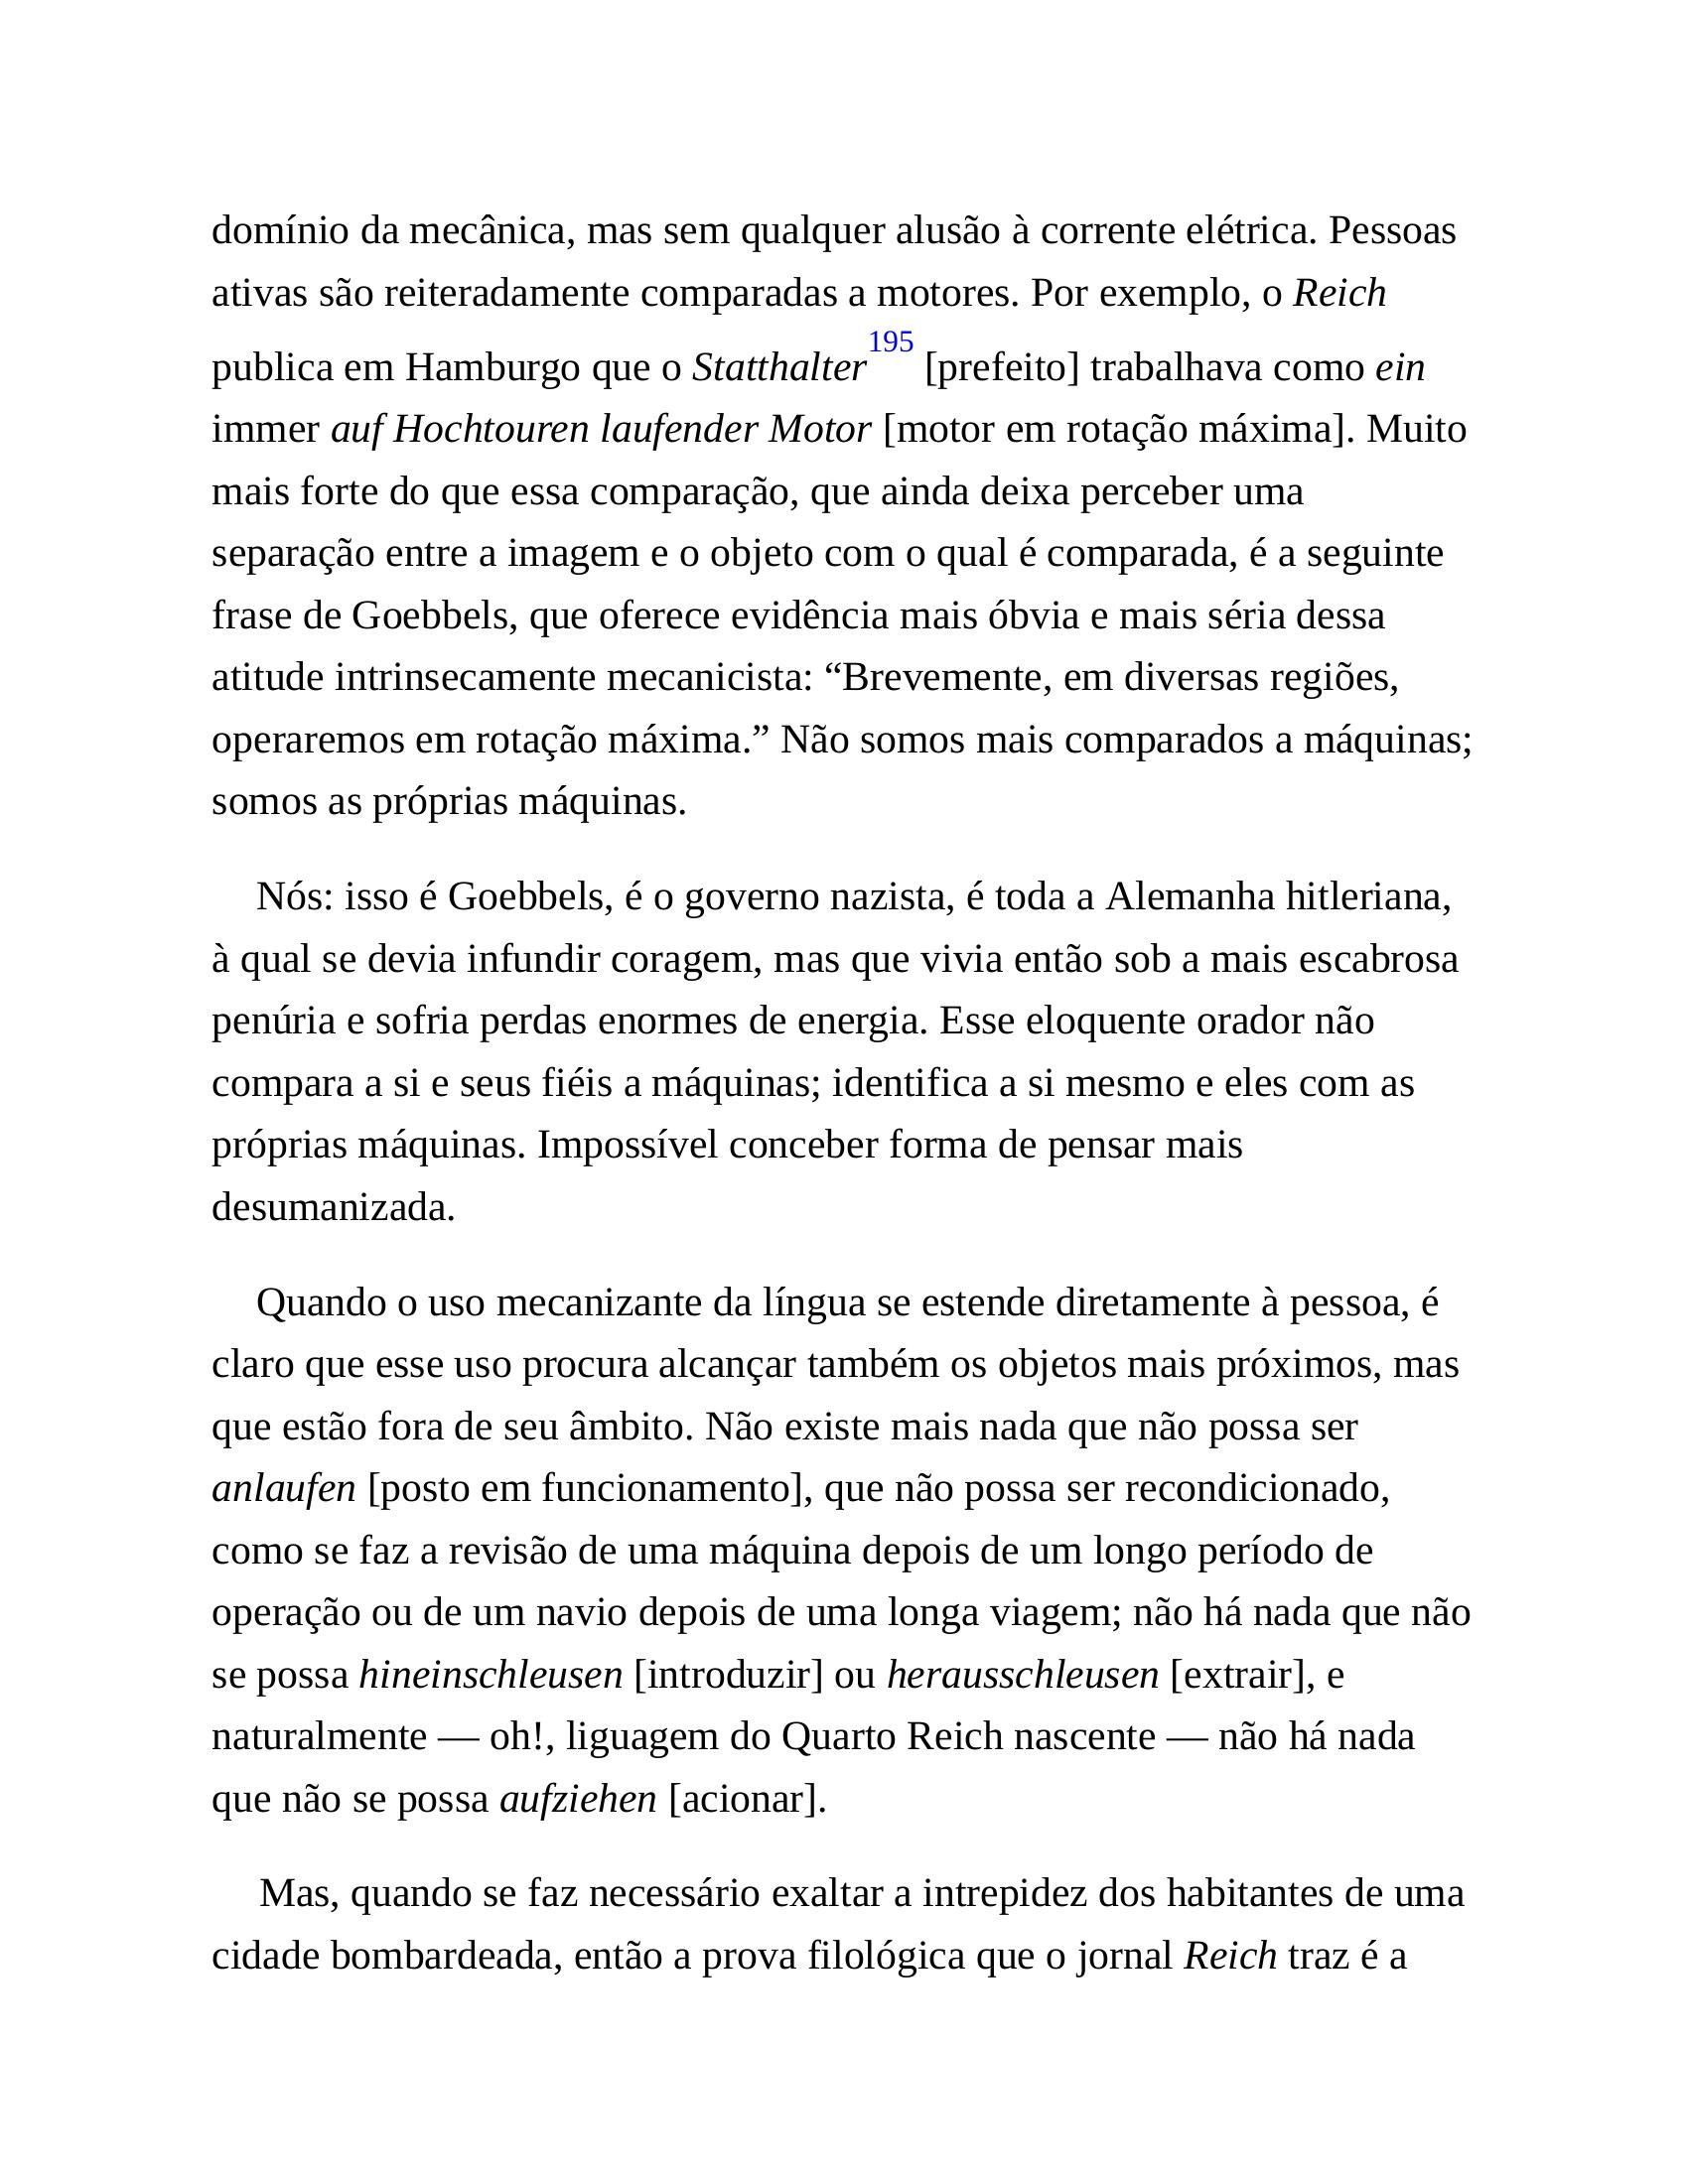 domínio da mecânica, mas sem qualquer alusão à corrente elétrica. Pessoas
ativas são reiteradamente comparadas a motores. Por exemplo, o Reich
publica em Hamburgo que o Statthalter195 [prefeito] trabalhava como ein
immer auf Hochtouren laufender Motor [motor em rotação máxima]. Muito
mais forte do que essa comparação, que ainda deixa perceber uma
separação entre a imagem e o objeto com o qual é comparada, é a seguinte
frase de Goebbels, que oferece evidência mais óbvia e mais séria dessa
atitude intrinsecamente mecanicista: “Brevemente, em diversas regiões,
operaremos em rotação máxima.” Não somos mais comparados a máquinas;
somos as próprias máquinas.
Nós: isso é Goebbels, é o governo nazista, é toda a Alemanha hitleriana,
à qual se devia infundir coragem, mas que vivia então sob a mais escabrosa
penúria e sofria perdas enormes de energia. Esse eloquente orador não
compara a si e seus fiéis a máquinas; identifica a si mesmo e eles com as
próprias máquinas. Impossível conceber forma de pensar mais
desumanizada.
Quando o uso mecanizante da língua se estende diretamente à pessoa, é
claro que esse uso procura alcançar também os objetos mais próximos, mas
que estão fora de seu âmbito. Não existe mais nada que não possa ser
anlaufen [posto em funcionamento], que não possa ser recondicionado,
como se faz a revisão de uma máquina depois de um longo período de
operação ou de um navio depois de uma longa viagem; não há nada que não
se possa hineinschleusen [introduzir] ou herausschleusen [extrair], e
naturalmente — oh!, liguagem do Quarto Reich nascente — não há nada
que não se possa aufziehen [acionar].
Mas, quando se faz necessário exaltar a intrepidez dos habitantes de uma
cidade bombardeada, então a prova filológica que o jornal Reich traz é a